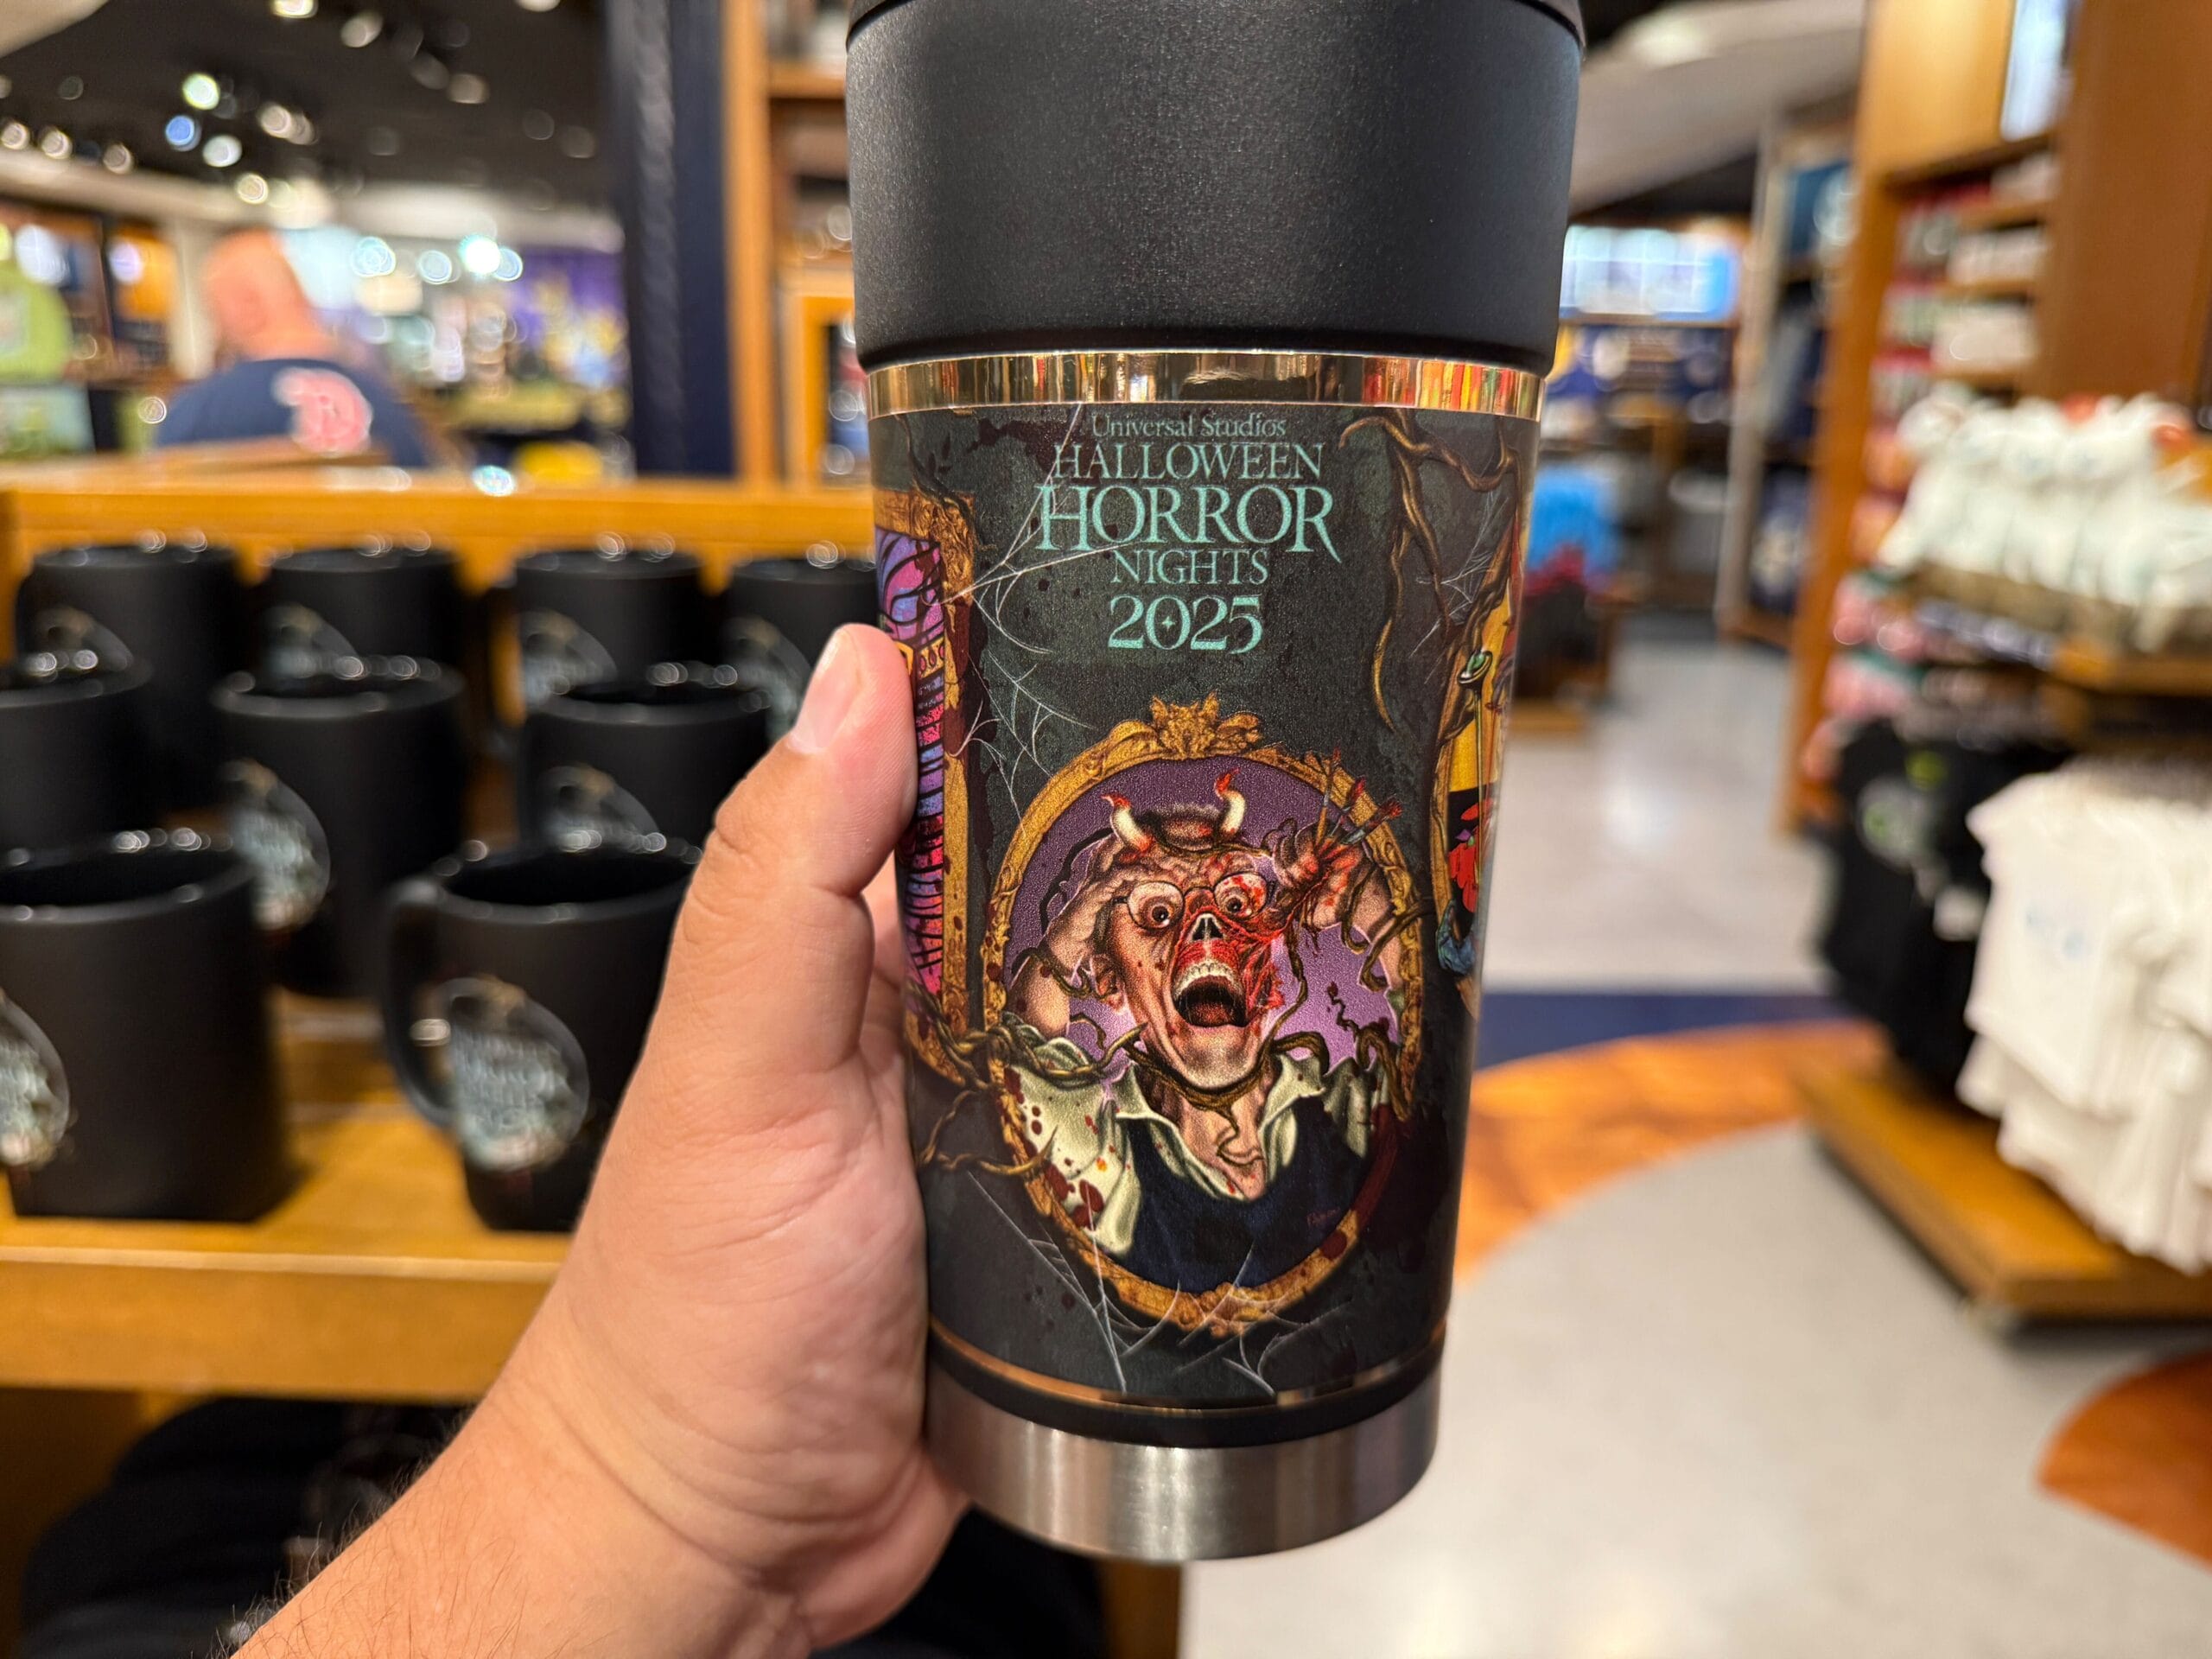 Universal Studios
HALLOWEEN
HORROR
NIGHTS
2025
B